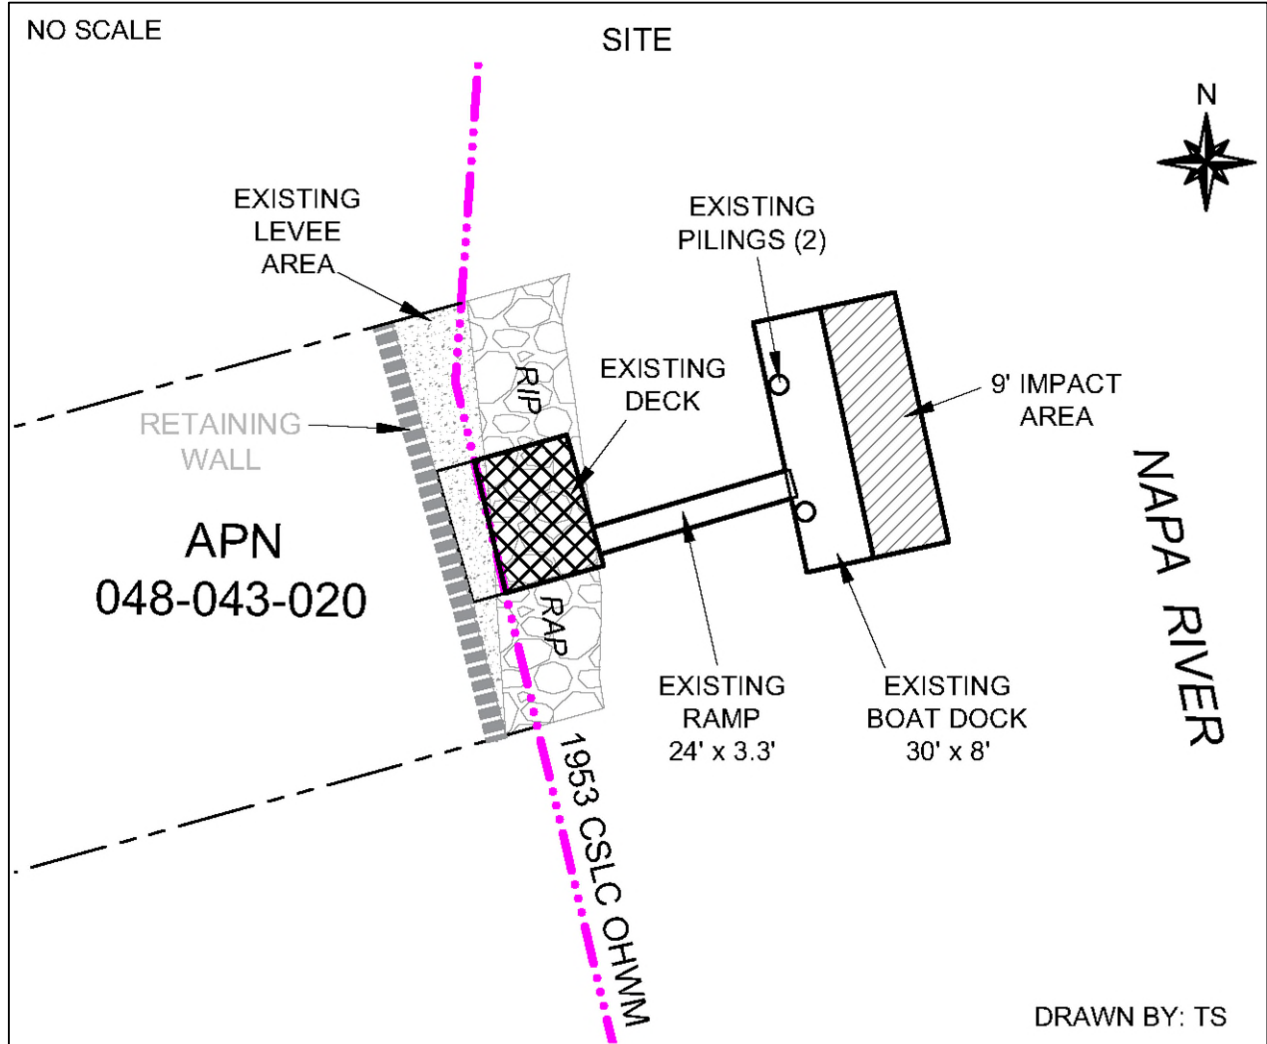 NO SCALE
SITE
N
EXISTING
LEVEE
AREA
EXISTING
PILINGS (2)
RIP
EXISTING
DECK
9' IMPACT
AREA
RETAINING
WALL
APN
048-043-020
RAP
EXISTING
RAMP
24' x 3.3'
EXISTING
BOAT DOCK
30' x 8'
NAPA RIVER
1953 CSLC OHWM
DRAWN BY: TS